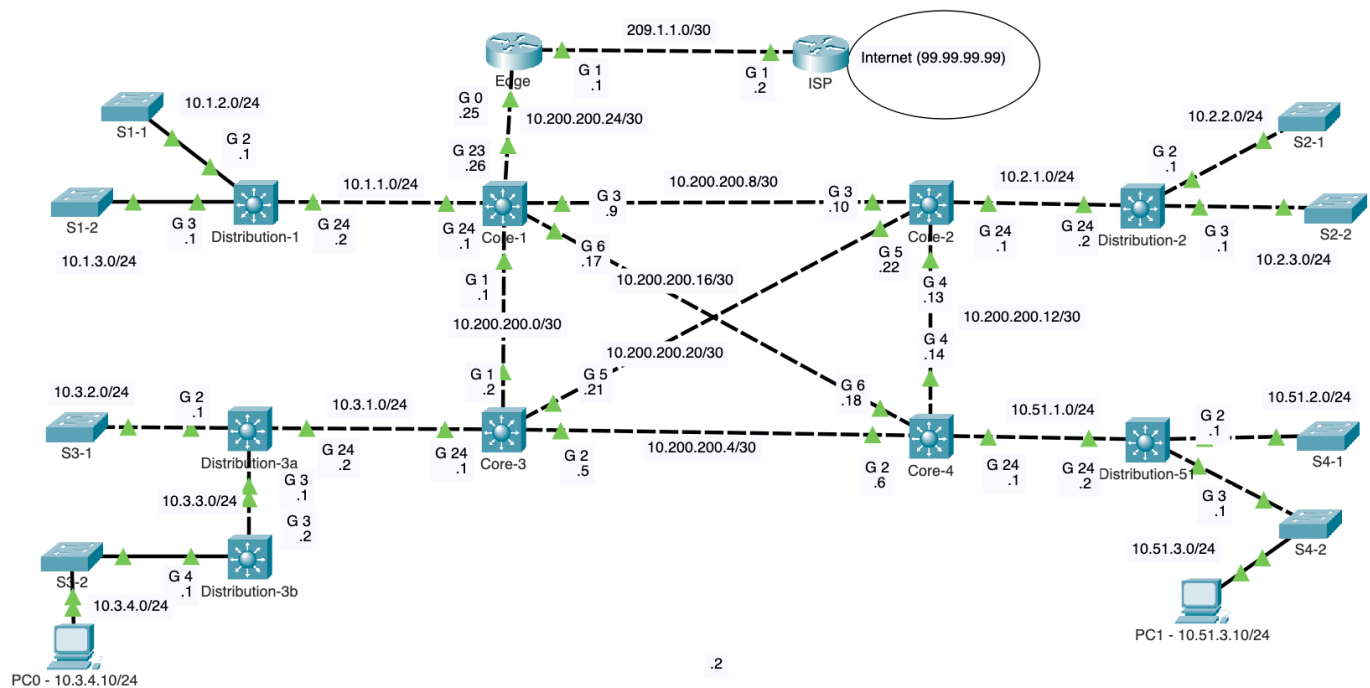 209.1.1.0/30
Internet (99.99.99.99)
Edge
G 1
.1
G 1
.2
ISP
G 0
.25
10.200.200.24/30
10.1.2.0/24
S1-1
G 2
.1
G 23
.26
10.2.2.0/24
S2-1
G 2
.1
10.1.1.0/24
10.200.200.8/30
10.2.1.0/24
S1-2
G 3
.1
Distribution-1
G 24
.2
G 24
.1
Core-1
G 3
.9
G 3
.10
Core-2
G 24
.1
G 24
.2
Distribution-2
G 3
.1
S2-2
10.1.3.0/24
G 6
.17
G 5
.22
10.2.3.0/24
G 1
.1
10.200.200.16/30
G 4
.13
10.200.200.0/30
10.200.200.12/30
10.200.200.20/30
G 4
.14
10.3.2.0/24
G 2
.1
10.3.1.0/24
G 1
.2
G 5
.21
G 6
.18
10.51.1.0/24
10.51.2.0/24
G 2
.1
S3-1
Distribution-3a
G 24
.2
G 24
.1
Core-3
G 2
.5
10.200.200.4/30
G 2
.6
Core-4
G 24
.1
G 24
.2
Distribution-51
S4-1
G 3
.1
G 3
.1
10.3.3.0/24
G 3
.2
10.51.3.0/24
S4-2
S3-2
G 4
.1
Distribution-3b
10.3.4.0/24
PC1 - 10.51.3.10/24
.2
PC0 - 10.3.4.10/24